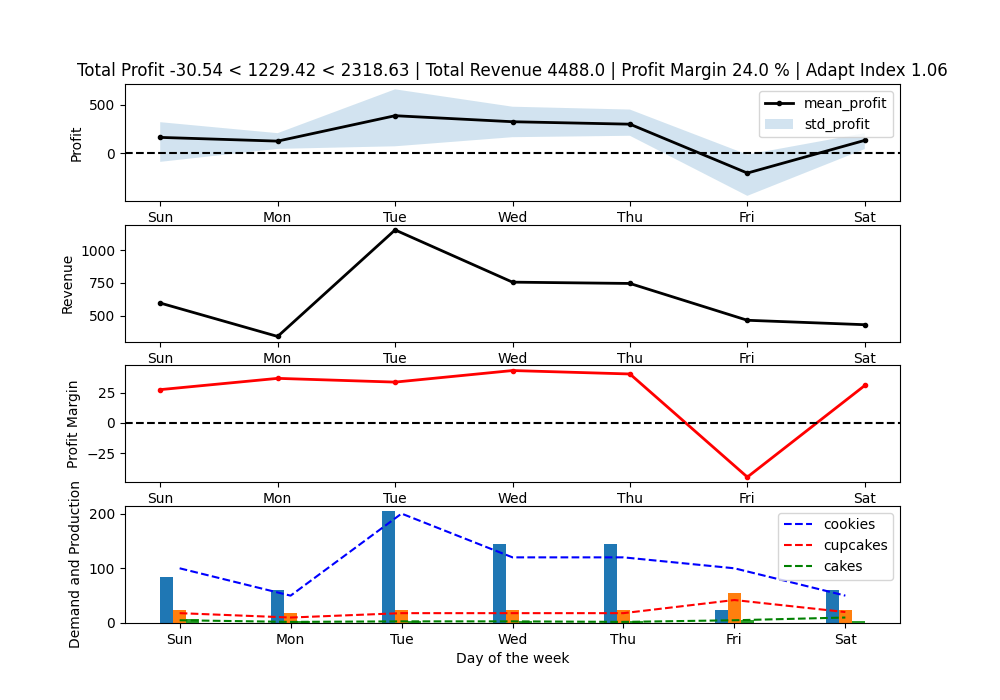 Total Profit -30.54 < 1229.42 < 2318.63 | Total Revenue 4488.0 | Profit Margin 24.0 % | Adapt Index 1.06
Profit
500
0
mean_profit
std_profit
Sun Mon Tue Wed Thu Fri Sat
Revenue
1000
750
500
Sun Mon Tue Wed Thu Fri Sat
Profit Margin
25
0
−25
Sun Mon Tue Wed Thu Fri Sat
Demand and Production
200
100
0
cookies
cupcakes
cakes
Sun Mon Tue Wed Thu Fri Sat
Day of the week